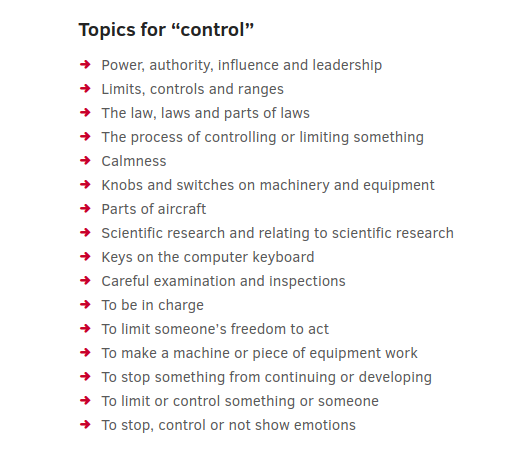 Topics for “control”
Power, authority, influence and leadership
Limits, controls and ranges
The law, laws and parts of laws
The process of controlling or limiting something
Calmness
Knobs and switches on machinery and equipment
Parts of aircraft
Scientific research and relating to scientific research
Keys on the computer keyboard
Careful examination and inspections
To be in charge
To limit someone’s freedom to act
To make a machine or piece of equipment work
To stop something from continuing or developing
To limit or control something or someone
To stop, control or not show emotions